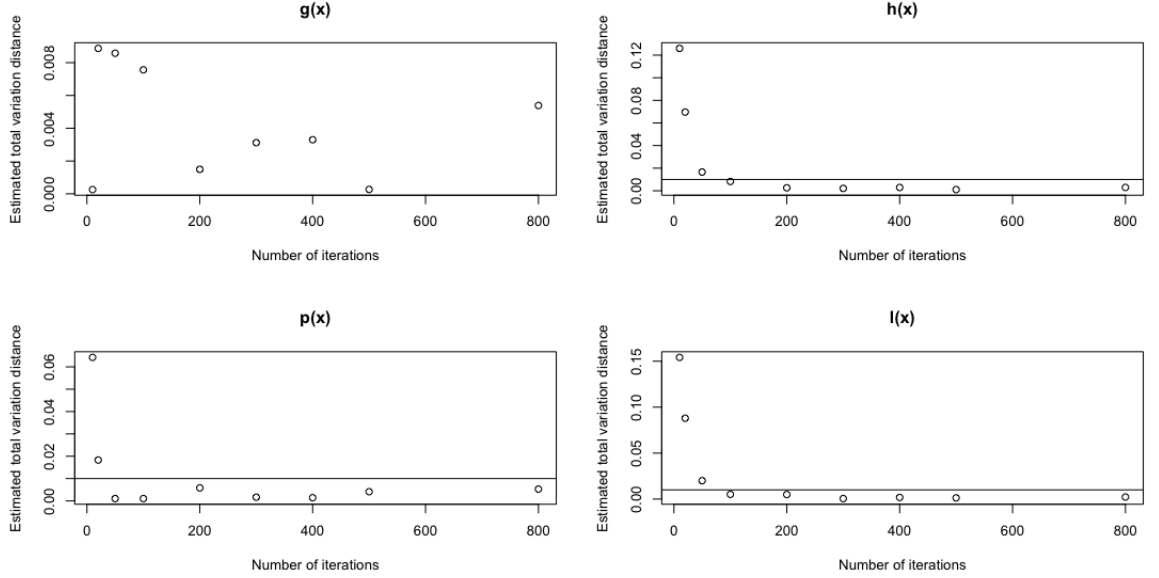 g(x)
Estimated total variation distance
0.008
0.004
0.000
0 200 400 600 800
Number of iterations
h(x)
Estimated total variation distance
0.12
0.08
0.04
0.00
0 200 400 600 800
Number of iterations
p(x)
Estimated total variation distance
0.06
0.04
0.02
0.00
0 200 400 600 800
Number of iterations
l(x)
Estimated total variation distance
0.15
0.10
0.05
0.00
0 200 400 600 800
Number of iterations